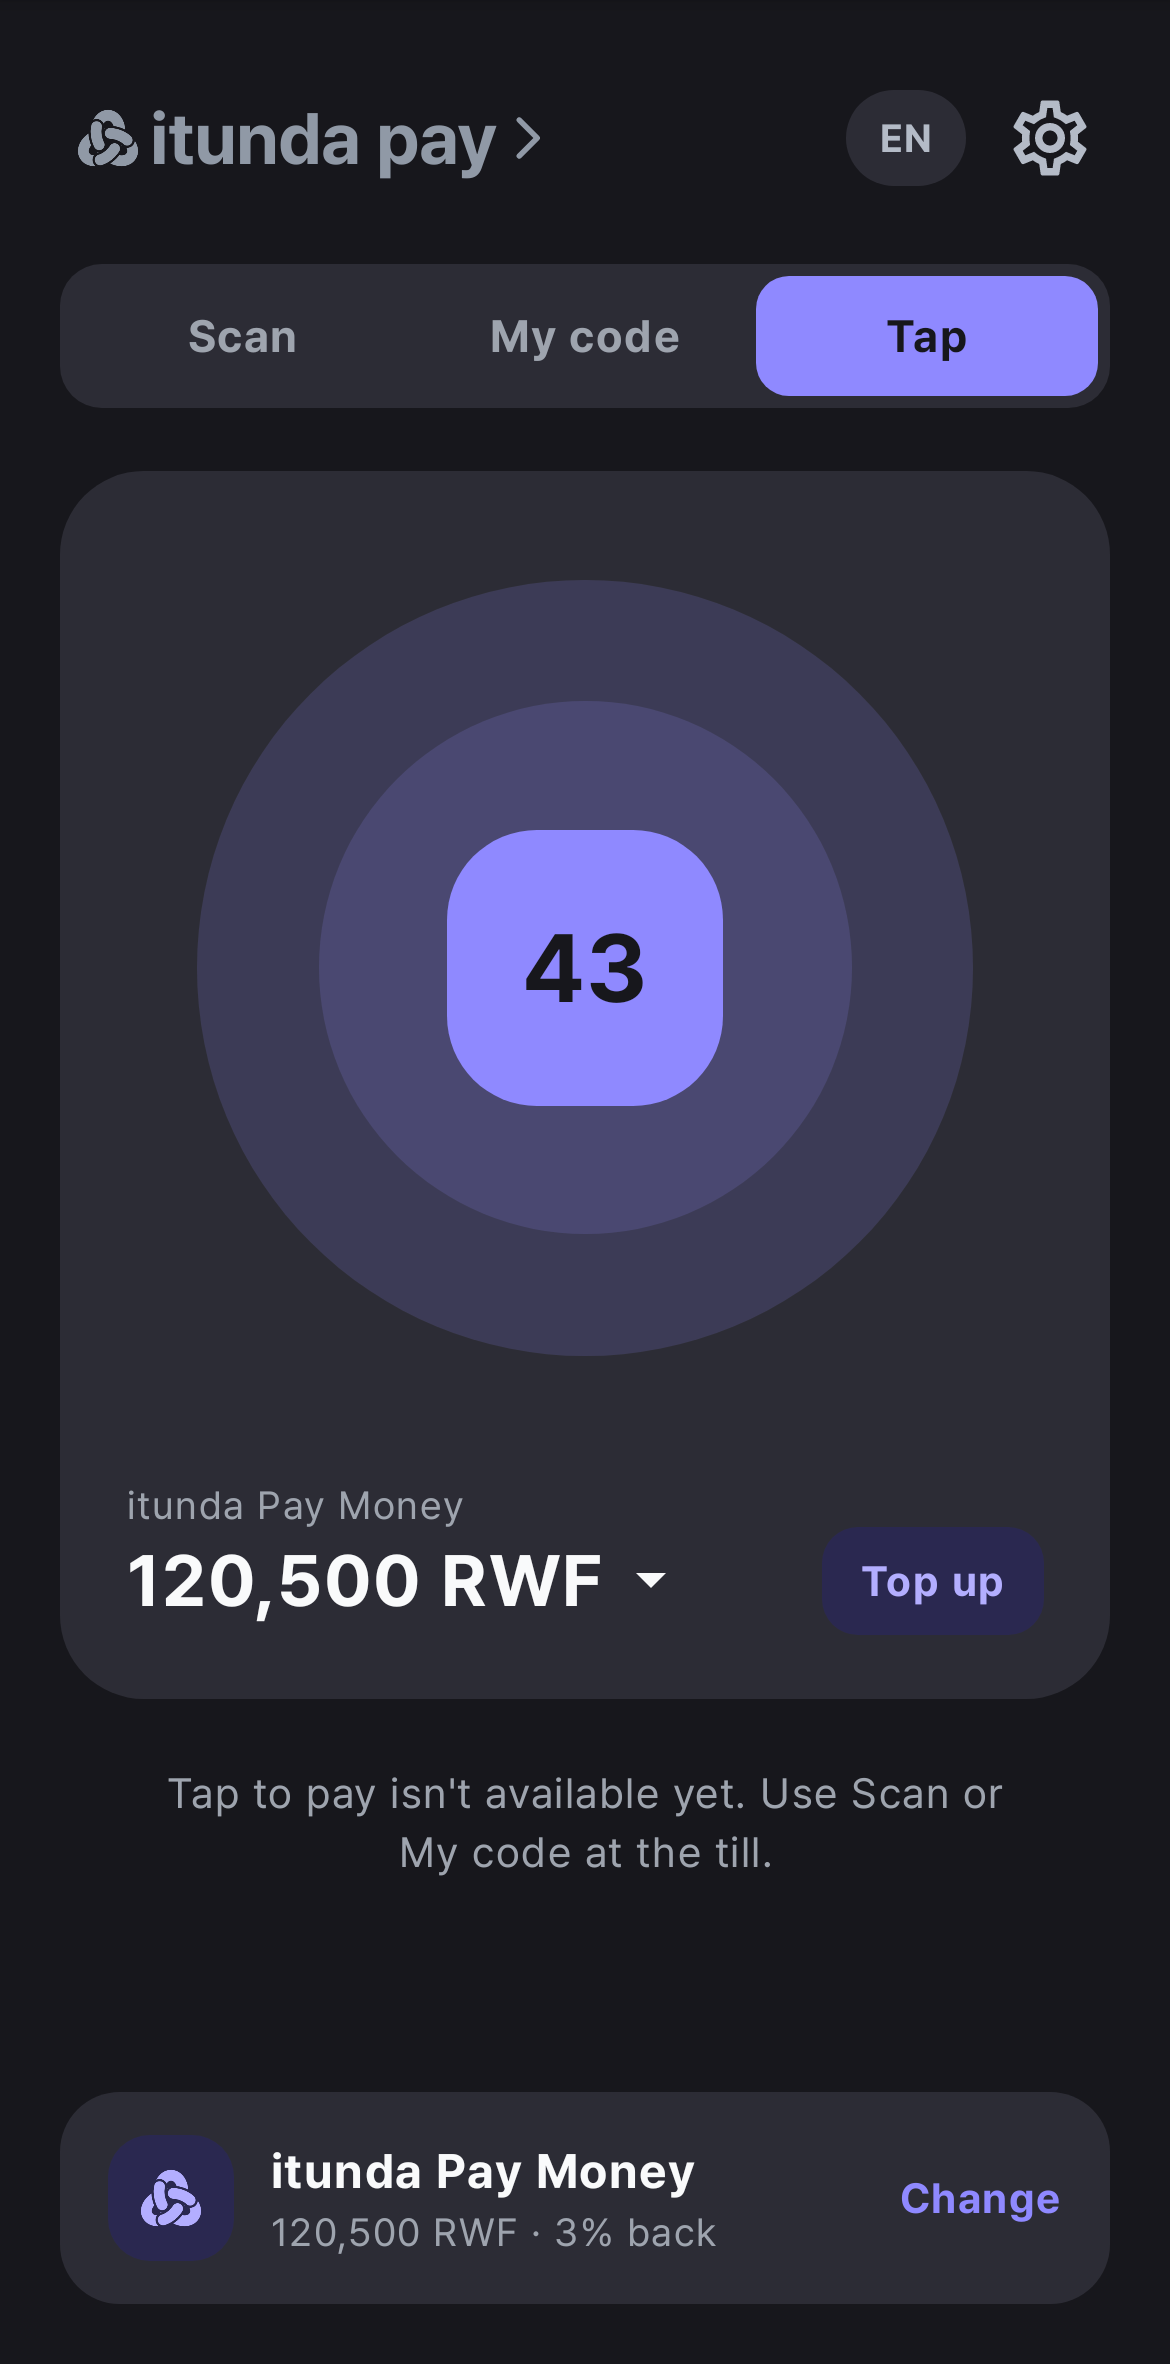 itunda pay
EN
Scan
My code
Tap
43
itunda Pay Money
120,500 RWF
Top up
Tap to pay isn't available yet. Use Scan or
My code at the till.
itunda Pay Money
120,500 RWF · 3% back
Change